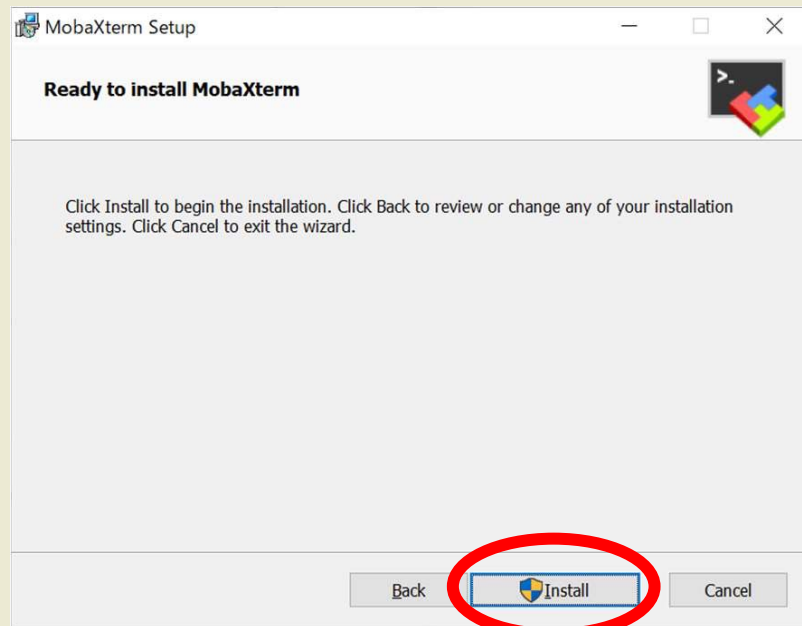 MobaXterm Setup
Ready to install MobaXterm
>_
Click Install to begin the installation. Click Back to review or change any of your installation
settings. Click Cancel to exit the wizard.
Back Install Cancel